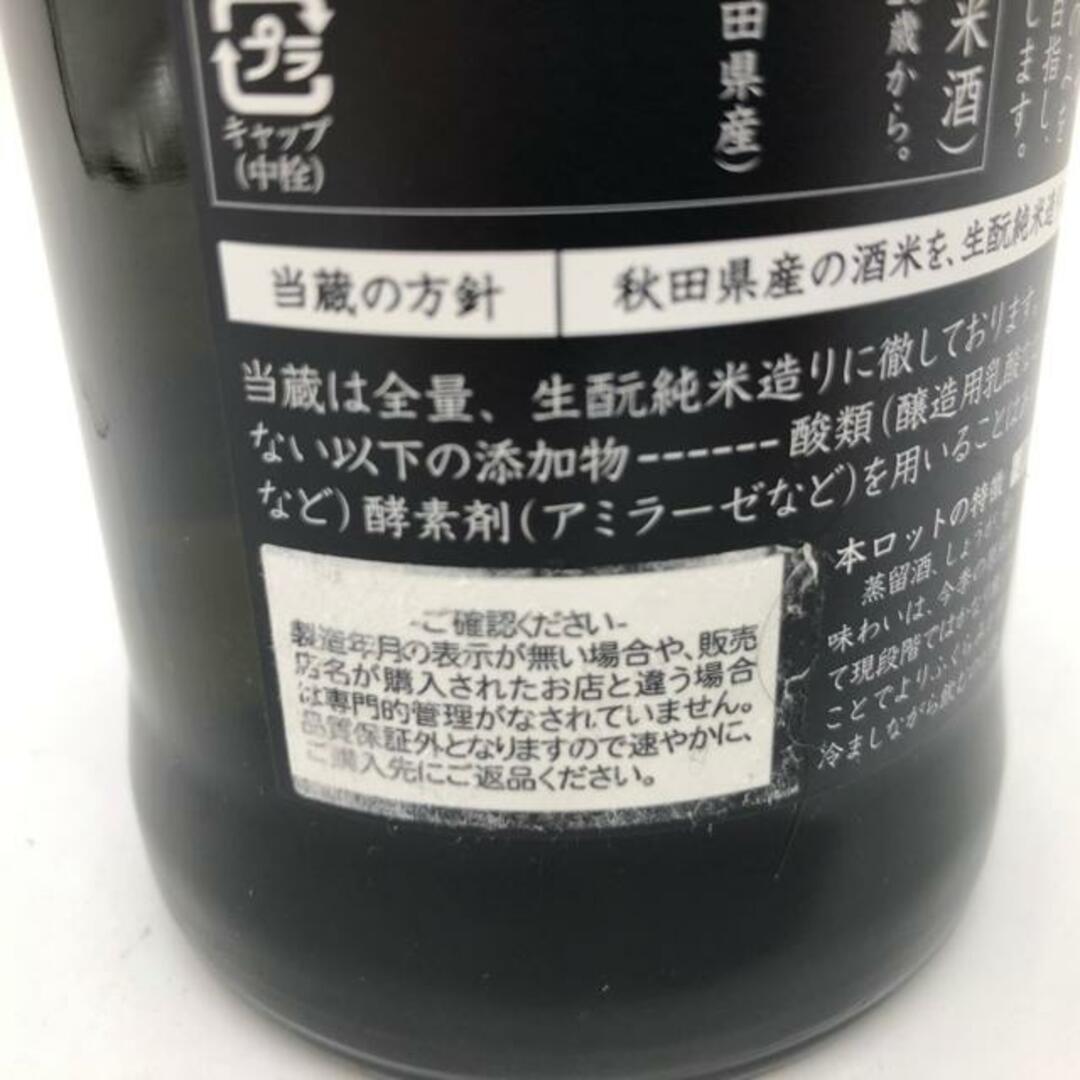 プラ
キャップ
(中栓)
田県産)
歳から。
米酒)
目指し、
します。
当蔵の方針
秋田県産の酒米を、生酛純米造
当蔵は全量、生酛純米造りに徹しております。
ない以下の添加物------酸類(醸造用乳酸
など)酵素剤(アミラーゼなど)を用いることは
本ロットの特徴
蒸留酒、しょうが
味わいは、今季の
て現段階ではかなり
ことでよりふくら
冷ましながら飲む
-ご確認ください-
製造年月の表示が無い場合や、販売
店名が購入されたお店と違う場合
は専門的管理がなされていません。
品質保証外となりますので速やかに、
ご購入先にご返品ください。